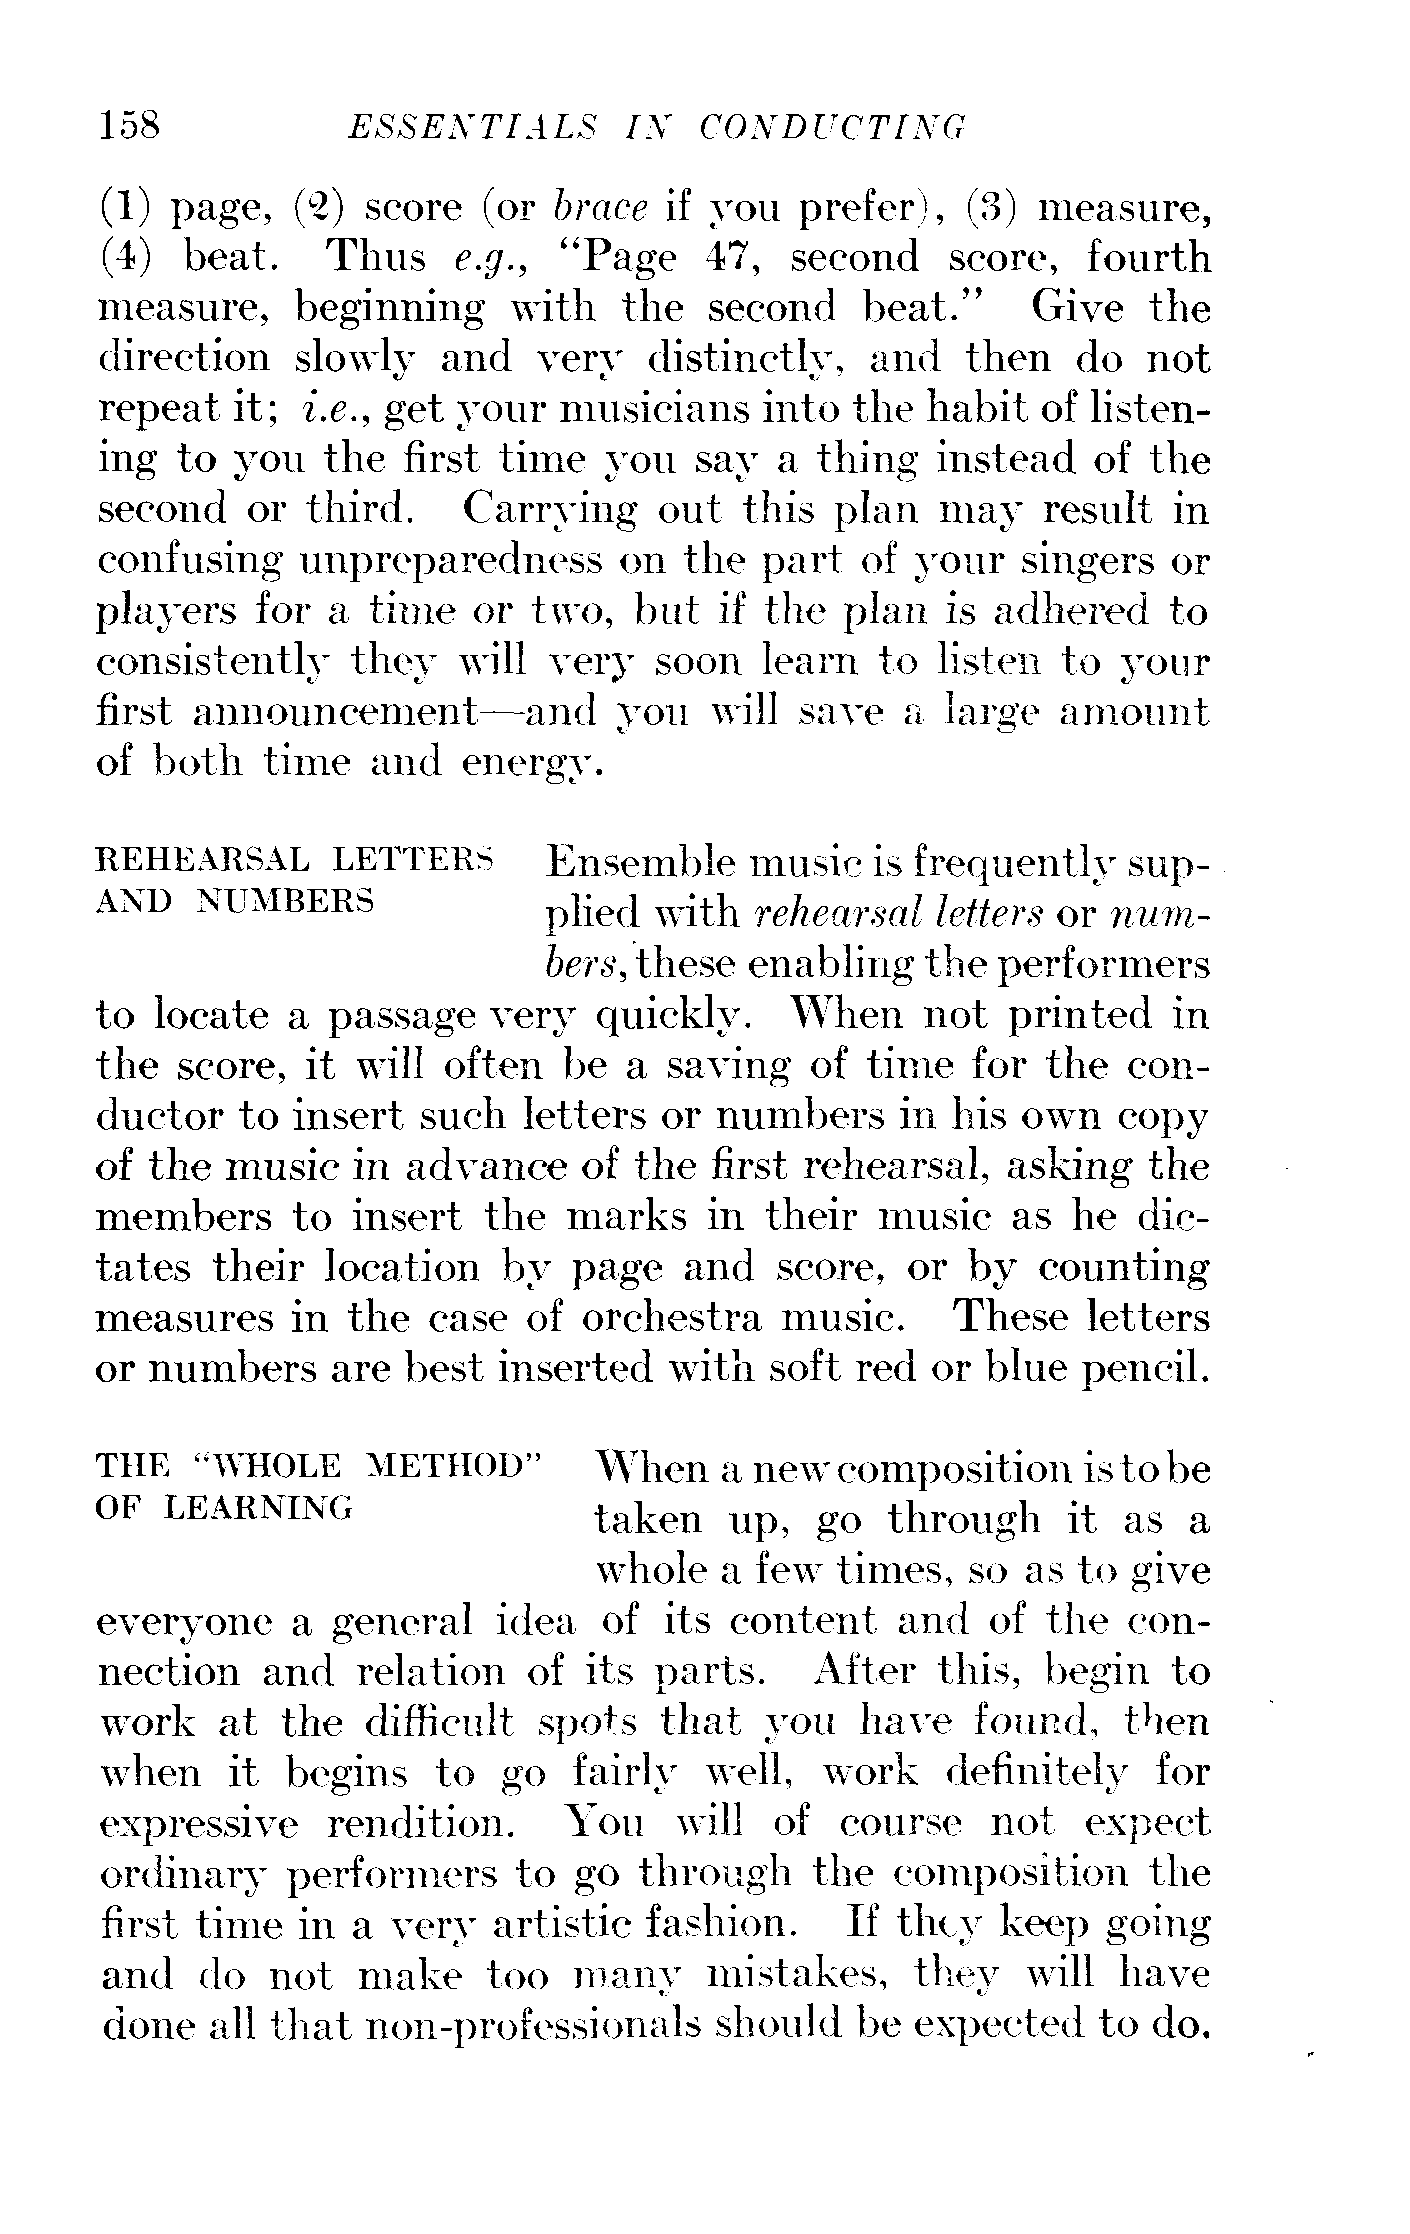 158 ESSENTIALS IN CONDUCTING
(1) page, (2) score (or brace if you prefer), (3) measure,
(4) beat. Thus e.g., “Page 47, second score, fourth
measure, beginning with the second beat.” Give the
direction slowly and very distinctly, and then do not
repeat it; i.e., get your musicians into the habit of listen-
ing to you the first time you say a thing instead of the
second or third. Carrying out this plan may result in
confusing unpreparedness on the part of your singers or
players for a time or two, but if the plan is adhered to
consistently they will very soon learn to listen to your
first announcement—and you will save a large amount
of both time and energy.
REHEARSAL LETTERS
AND NUMBERS
Ensemble music is frequently sup-
plied with rehearsal letters or num-
bers, these enabling the performers
to locate a passage very quickly. When not printed in
the score, it will often be a saving of time for the con-
ductor to insert such letters or numbers in his own copy
of the music in advance of the first rehearsal, asking the
members to insert the marks in their music as he dic-
tates their location by page and score, or by counting
measures in the case of orchestra music. These letters
or numbers are best inserted with soft red or blue pencil.
THE “WHOLE METHOD”
OF LEARNING
When a new composition is to be
taken up, go through it as a
whole a few times, so as to give
everyone a general idea of its content and of the con-
nection and relation of its parts. After this, begin to
work at the difficult spots that you have found, then
when it begins to go fairly well, work definitely for
expressive rendition. You will of course not expect
ordinary performers to go through the composition the
first time in a very artistic fashion. If they keep going
and do not make too many mistakes, they will have
done all that non-professionals should be expected to do.